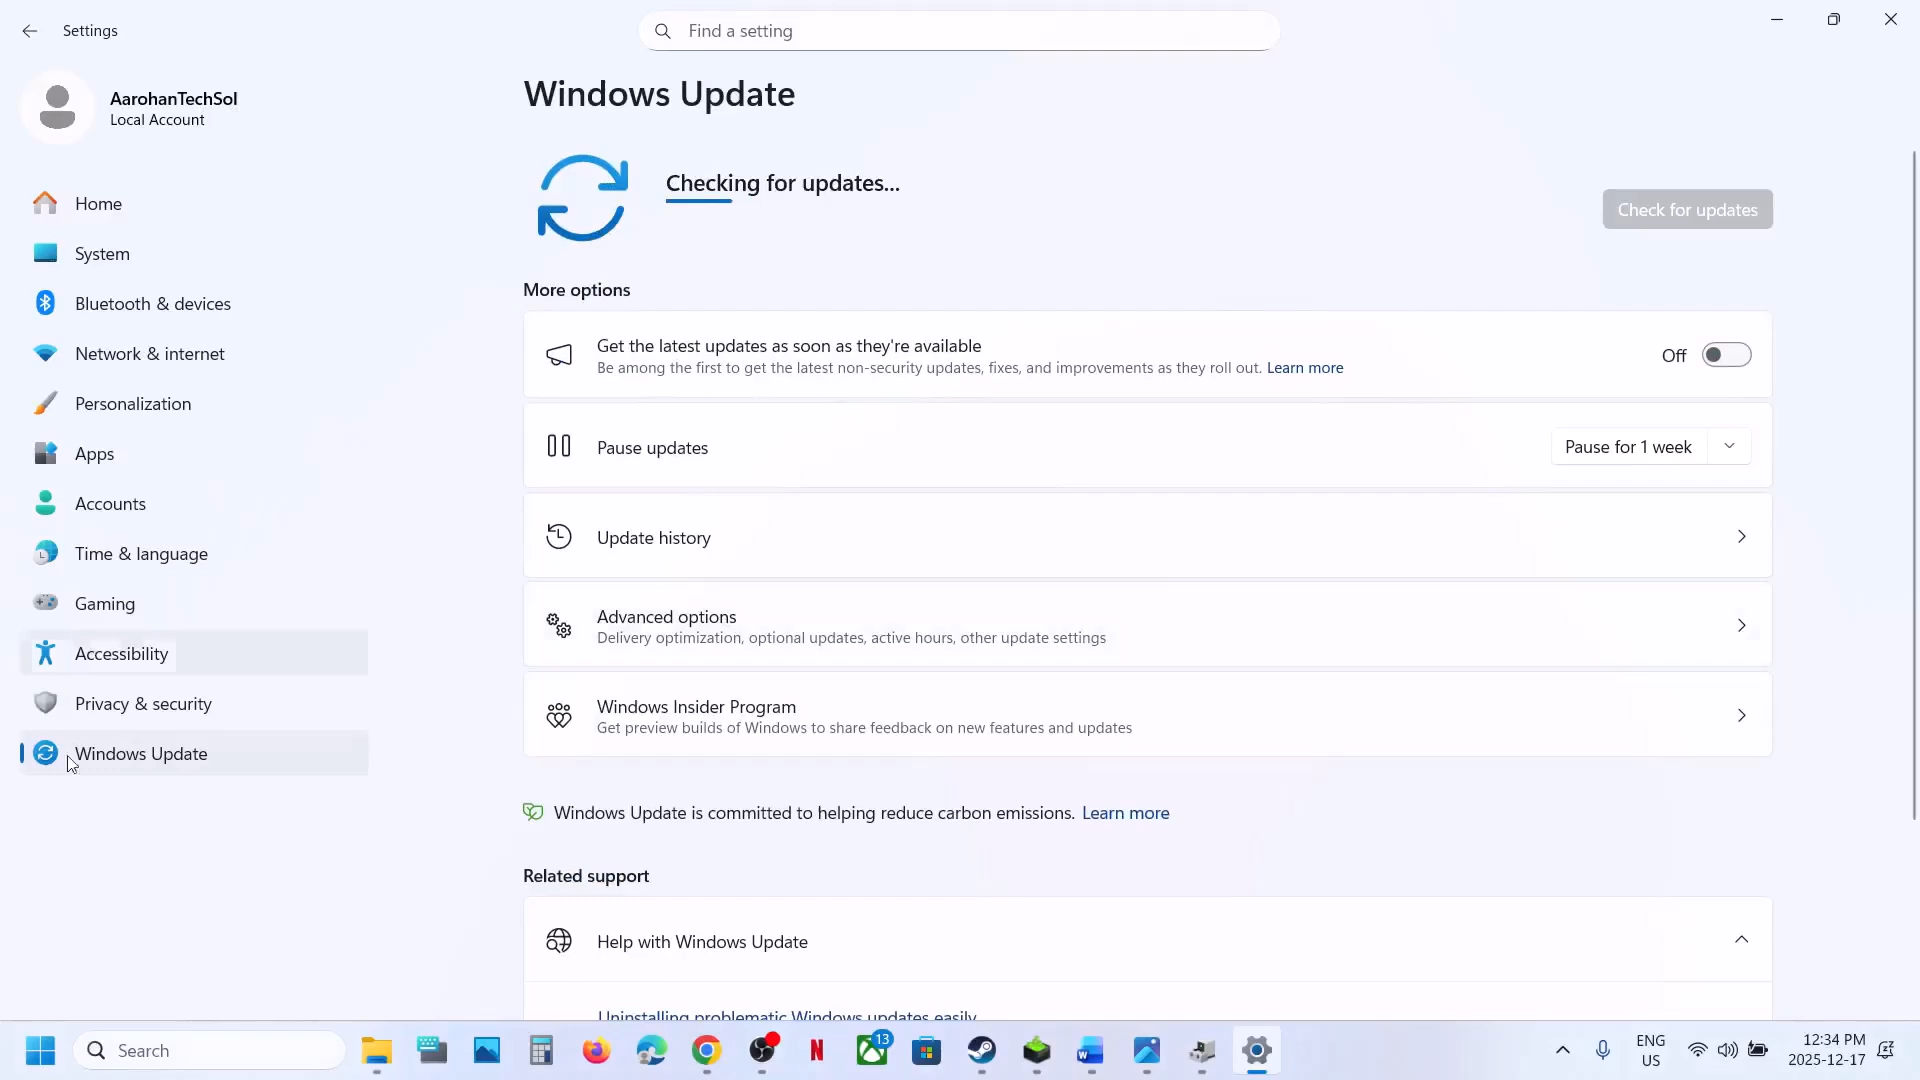 Settings
Find a setting
AarohanTechSol
Local Account
Home
System
Bluetooth & devices
Network & internet
Personalization
Apps
Accounts
Time & language
Gaming
Accessibility
Privacy & security
Windows Update
Windows Update
Checking for updates...
Check for updates
More options
Get the latest updates as soon as they're available
Be among the first to get the latest non-security updates, fixes, and improvements as they roll out. Learn more
Off
Pause updates
Pause for 1 week
Update history
Advanced options
Delivery optimization, optional updates, active hours, other update settings
Windows Insider Program
Get preview builds of Windows to share feedback on new features and updates
Windows Update is committed to helping reduce carbon emissions. Learn more
Related support
Help with Windows Update
Uninstalling problematic Windows updates easily
Search
N
13
W
ENG
US
12:34 PM
2025-12-17